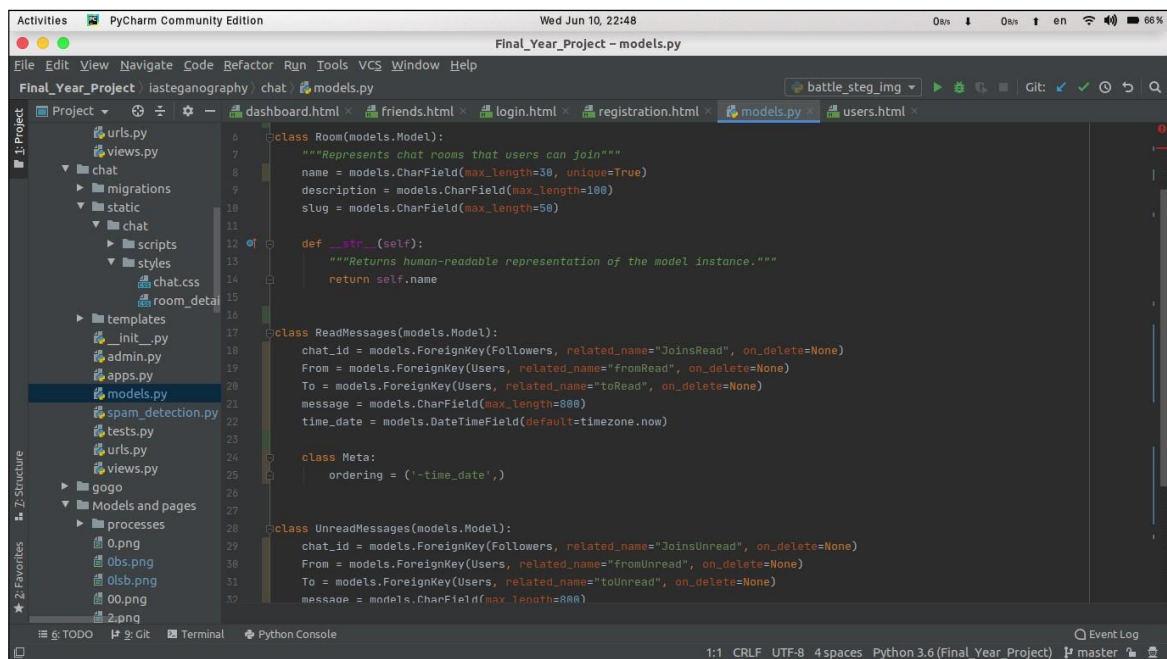 Activities PyCharm Community Edition Wed Jun 10, 22:48 0B/s 0B/s en 66%
Final_Year_Project – models.py
File Edit View Navigate Code Refactor Run Tools VCS Window Help
Final_Year_Project iasteganography chat models.py battle_steg_img Git:
Project dashboard.html friends.html login.html registration.html models.py users.html
1: Project
Z: Structure
2: Favorites
urls.py
views.py
chat
migrations
static
chat
scripts
styles
chat.css
room_detai
templates
__init__.py
admin.py
apps.py
models.py
spam_detection.py
tests.py
urls.py
views.py
gogo
Models and pages
processes
0.png
0bs.png
0lsb.png
00.png
2.png
6 class Room(models.Model):
7 """Represents chat rooms that users can join"""
8 name = models.CharField(max_length=30, unique=True)
9 description = models.CharField(max_length=100)
10 slug = models.CharField(max_length=50)
11
12 def __str__(self):
13 """Returns human-readable representation of the model instance."""
14 return self.name
15
16
17 class ReadMessages(models.Model):
18 chat_id = models.ForeignKey(Followers, related_name="JoinsRead", on_delete=None)
19 From = models.ForeignKey(Users, related_name="fromRead", on_delete=None)
20 To = models.ForeignKey(Users, related_name="toRead", on_delete=None)
21 message = models.CharField(max_length=800)
22 time_date = models.DateTimeField(default=timezone.now)
23
24 class Meta:
25 ordering = ('-time_date',)
26
27
28 class UnreadMessages(models.Model):
29 chat_id = models.ForeignKey(Followers, related_name="JoinsUnread", on_delete=None)
30 From = models.ForeignKey(Users, related_name="fromUnread", on_delete=None)
31 To = models.ForeignKey(Users, related_name="toUnread", on_delete=None)
32 message = models.CharField(max_length=800)
6: TODO 9: Git Terminal Python Console Event Log
1:1 CRLF UTF-8 4 spaces Python 3.6 (Final_Year_Project) master